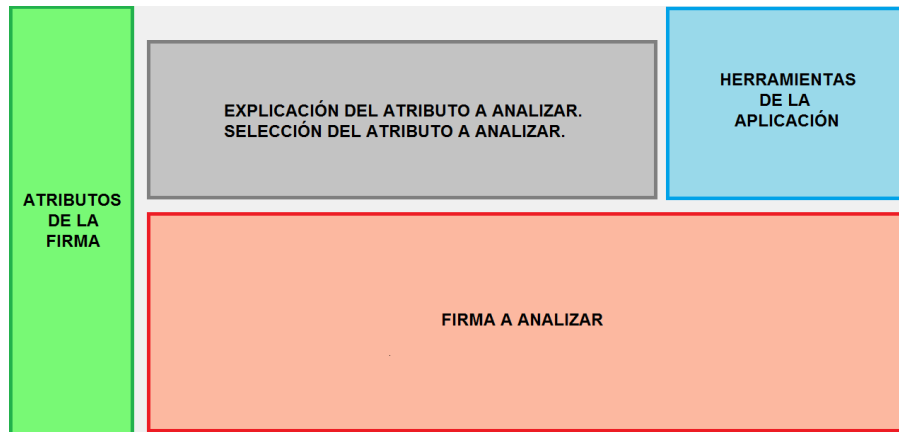 ATRIBUTOS
DE LA
FIRMA
EXPLICACIÓN DEL ATRIBUTO A ANALIZAR.
SELECCIÓN DEL ATRIBUTO A ANALIZAR.
HERRAMIENTAS
DE LA
APLICACIÓN
FIRMA A ANALIZAR